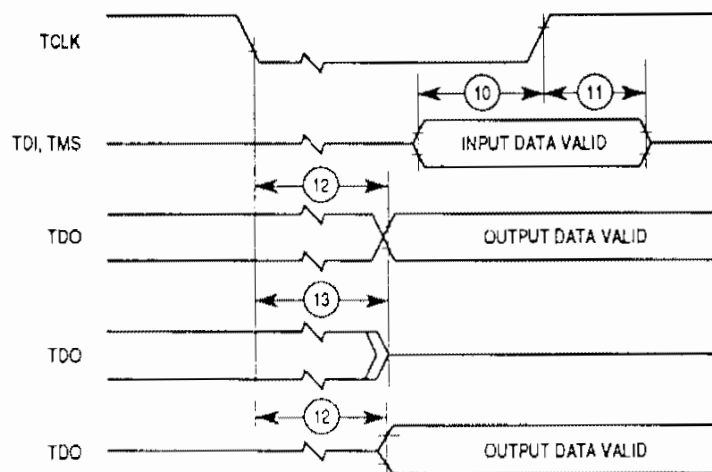 TCLK
10 11
TDI, TMS INPUT DATA VALID
12
TDO OUTPUT DATA VALID
13
TDO
12
TDO OUTPUT DATA VALID